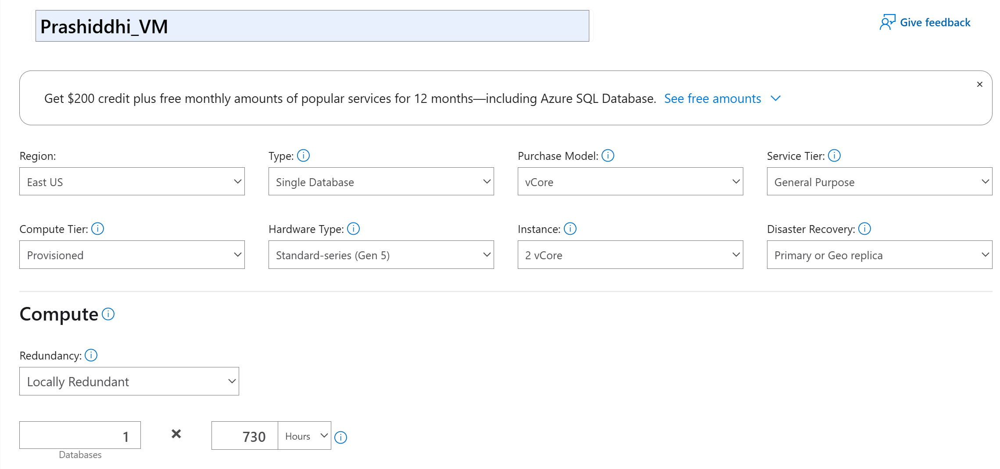 Prashiddhi_VM
Give feedback
×
Get $200 credit plus free monthly amounts of popular services for 12 months—including Azure SQL Database. See free amounts
Region:
Type:
Purchase Model:
Service Tier:
East US
Single Database
vCore
General Purpose
Compute Tier:
Hardware Type:
Instance:
Disaster Recovery:
Provisioned
Standard-series (Gen 5)
2 vCore
Primary or Geo replica
Compute
Redundancy:
Locally Redundant
1 × 730 Hours
Databases